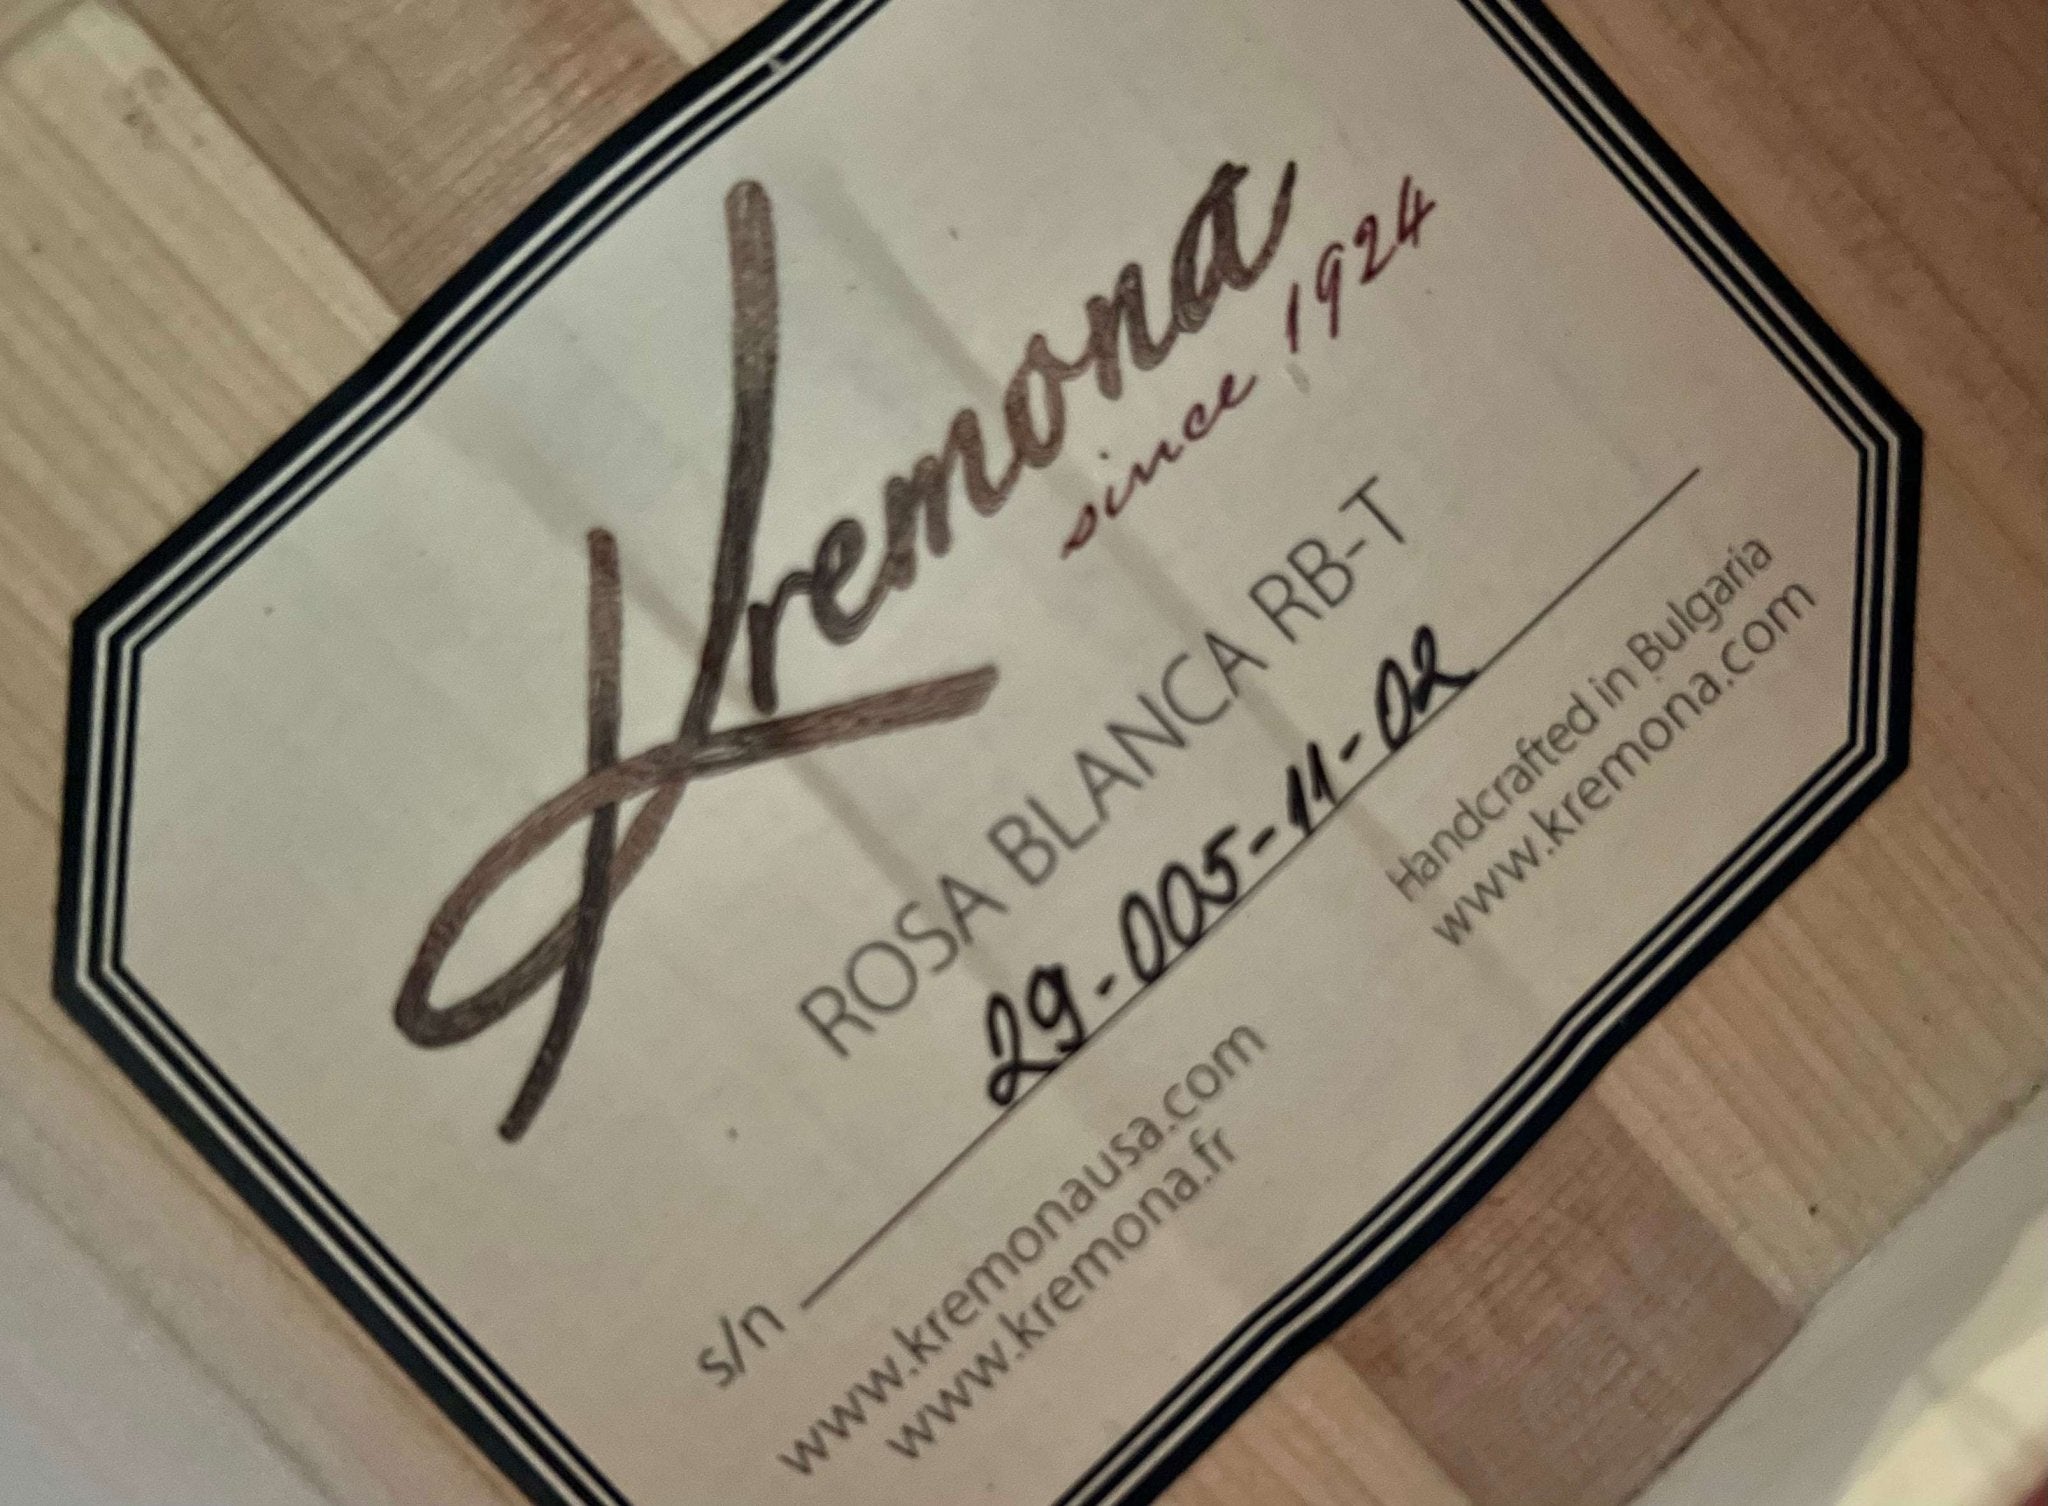 Kremona
since 1924
ROSA BLANCA RB-T
s/n 29-005-11-02
www.kremonausa.com
www.kremona.fr
Handcrafted in Bulgaria
www.kremona.com